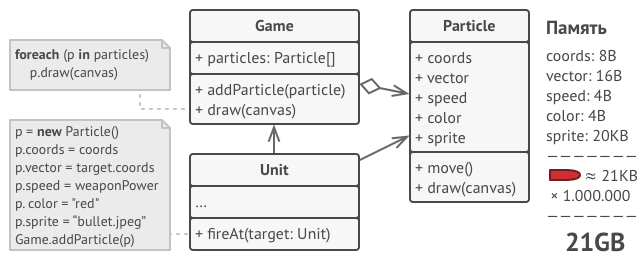 foreach (p in particles)
p.draw(canvas)
p = new Particle()
p.coords = coords
p.vector = target.coords
p.speed = weaponPower
p. color = "red"
p.sprite = “bullet.jpeg”
Game.addParticle(p)
Game
+ particles: Particle[]
+ addParticle(particle)
+ draw(canvas)
Unit
...
+ fireAt(target: Unit)
Particle
+ coords
+ vector
+ speed
+ color
+ sprite
+ move()
+ draw(canvas)
Память
coords: 8B
vector: 16B
speed: 4B
color: 4B
sprite: 20KB
≈ 21KB
× 1.000.000
21GB